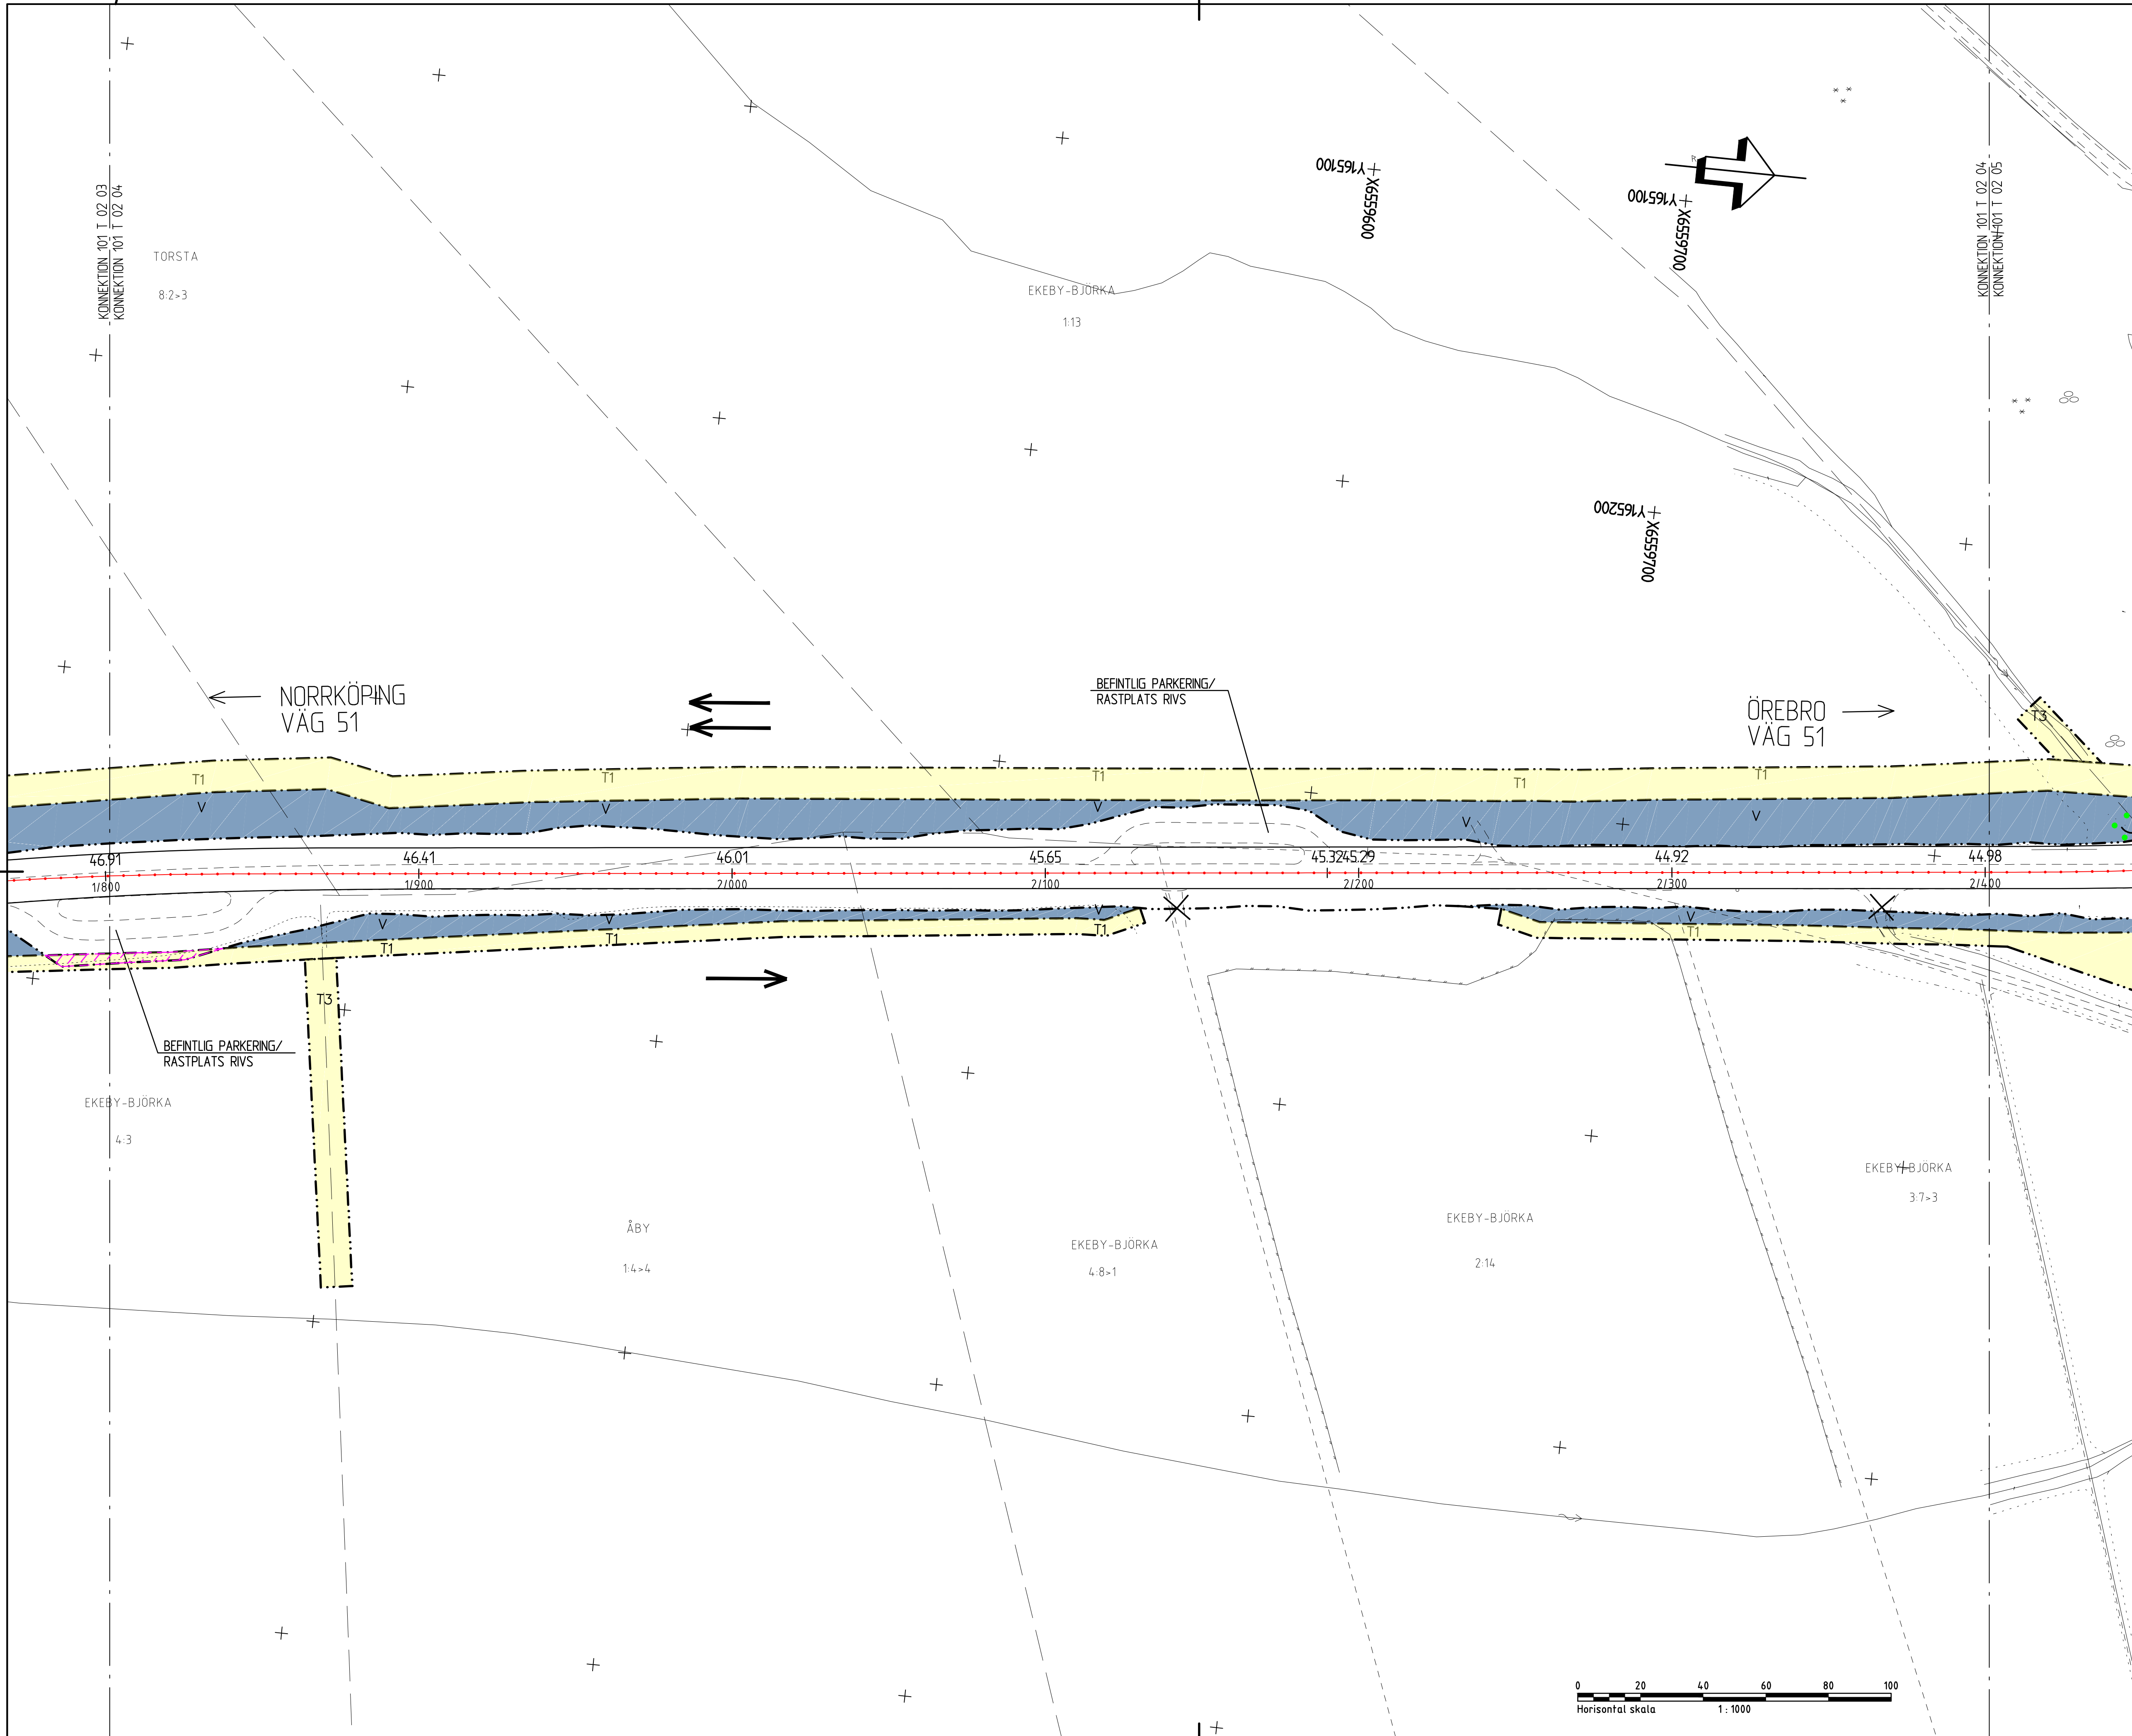 KONNEKTION 101 T 02 03
KONNEKTION 101 T 02 04
KONNEKTION 101 T 02 04
KONNEKTION 101 T 02 05
Y165100
X6559600
Y165100
X6559700
Y165200
X6559700
TORSTA
8:2>3
EKEBY-BJÖRKA
1:13
NORRKÖPING
VÄG 51
BEFINTLIG PARKERING/
RASTPLATS RIVS
ÖREBRO
VÄG 51
T3
T1
T1
T1
T1
T1
V
V
V
V
V
46.91
46.41
46.01
45.65
45.32
45.29
44.92
44.98
1/800
1/900
2/000
2/100
2/200
2/300
2/400
V
V
V
V
T1
T1
T1
T1
T3
BEFINTLIG PARKERING/
RASTPLATS RIVS
EKEBY-BJÖRKA
4:3
ÅBY
1:4>4
EKEBY-BJÖRKA
4:8>1
EKEBY-BJÖRKA
2:14
EKEBY-BJÖRKA
3:7>3
0 20 40 60 80 100
Horisontal skala 1 : 1000